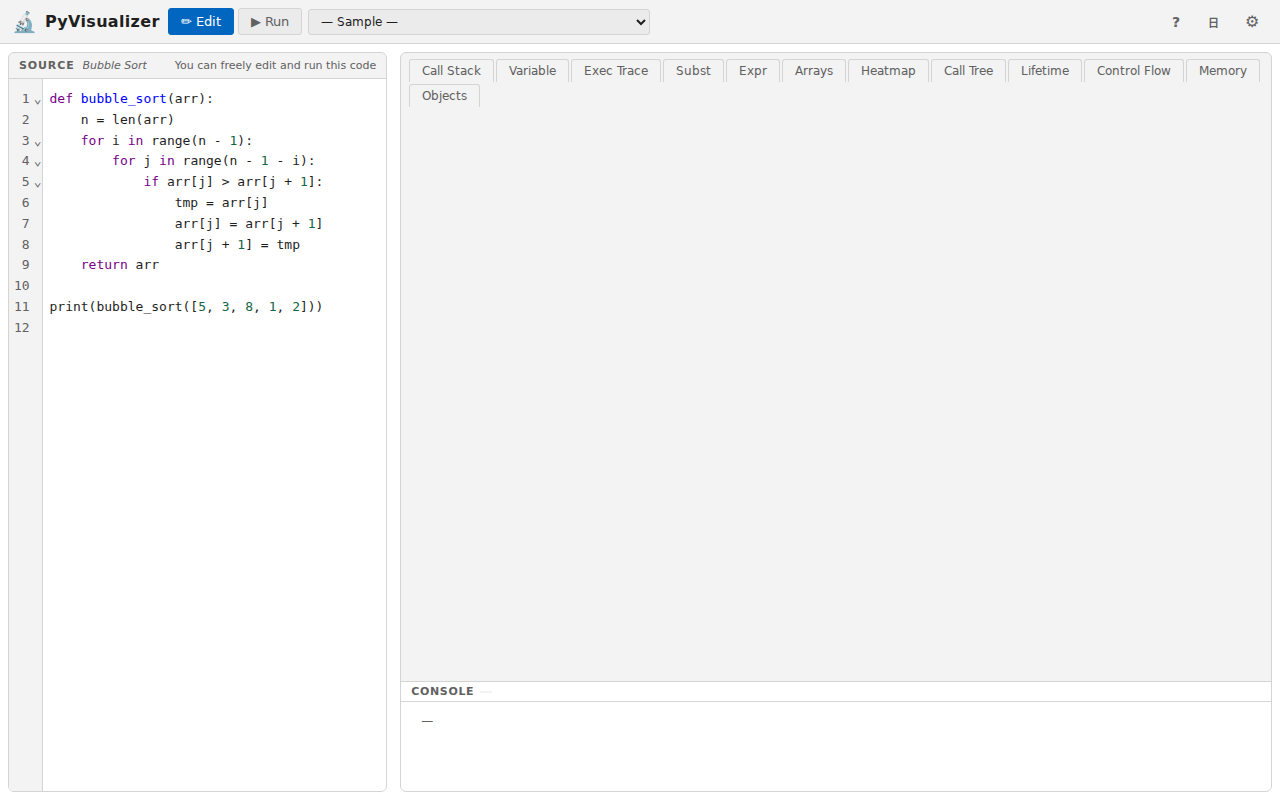 PyVisualizer ✏ Edit ▶ Run — Sample — ? ⚙
SOURCE Bubble Sort You can freely edit and run this code
1 def bubble_sort(arr):
2     n = len(arr)
3     for i in range(n - 1):
4         for j in range(n - 1 - i):
5             if arr[j] > arr[j + 1]:
6                 tmp = arr[j]
7                 arr[j] = arr[j + 1]
8                 arr[j + 1] = tmp
9     return arr
10
11 print(bubble_sort([5, 3, 8, 1, 2]))
12
Call Stack Variable Exec Trace Subst Expr Arrays Heatmap Call Tree Lifetime Control Flow Memory
Objects
CONSOLE —
—